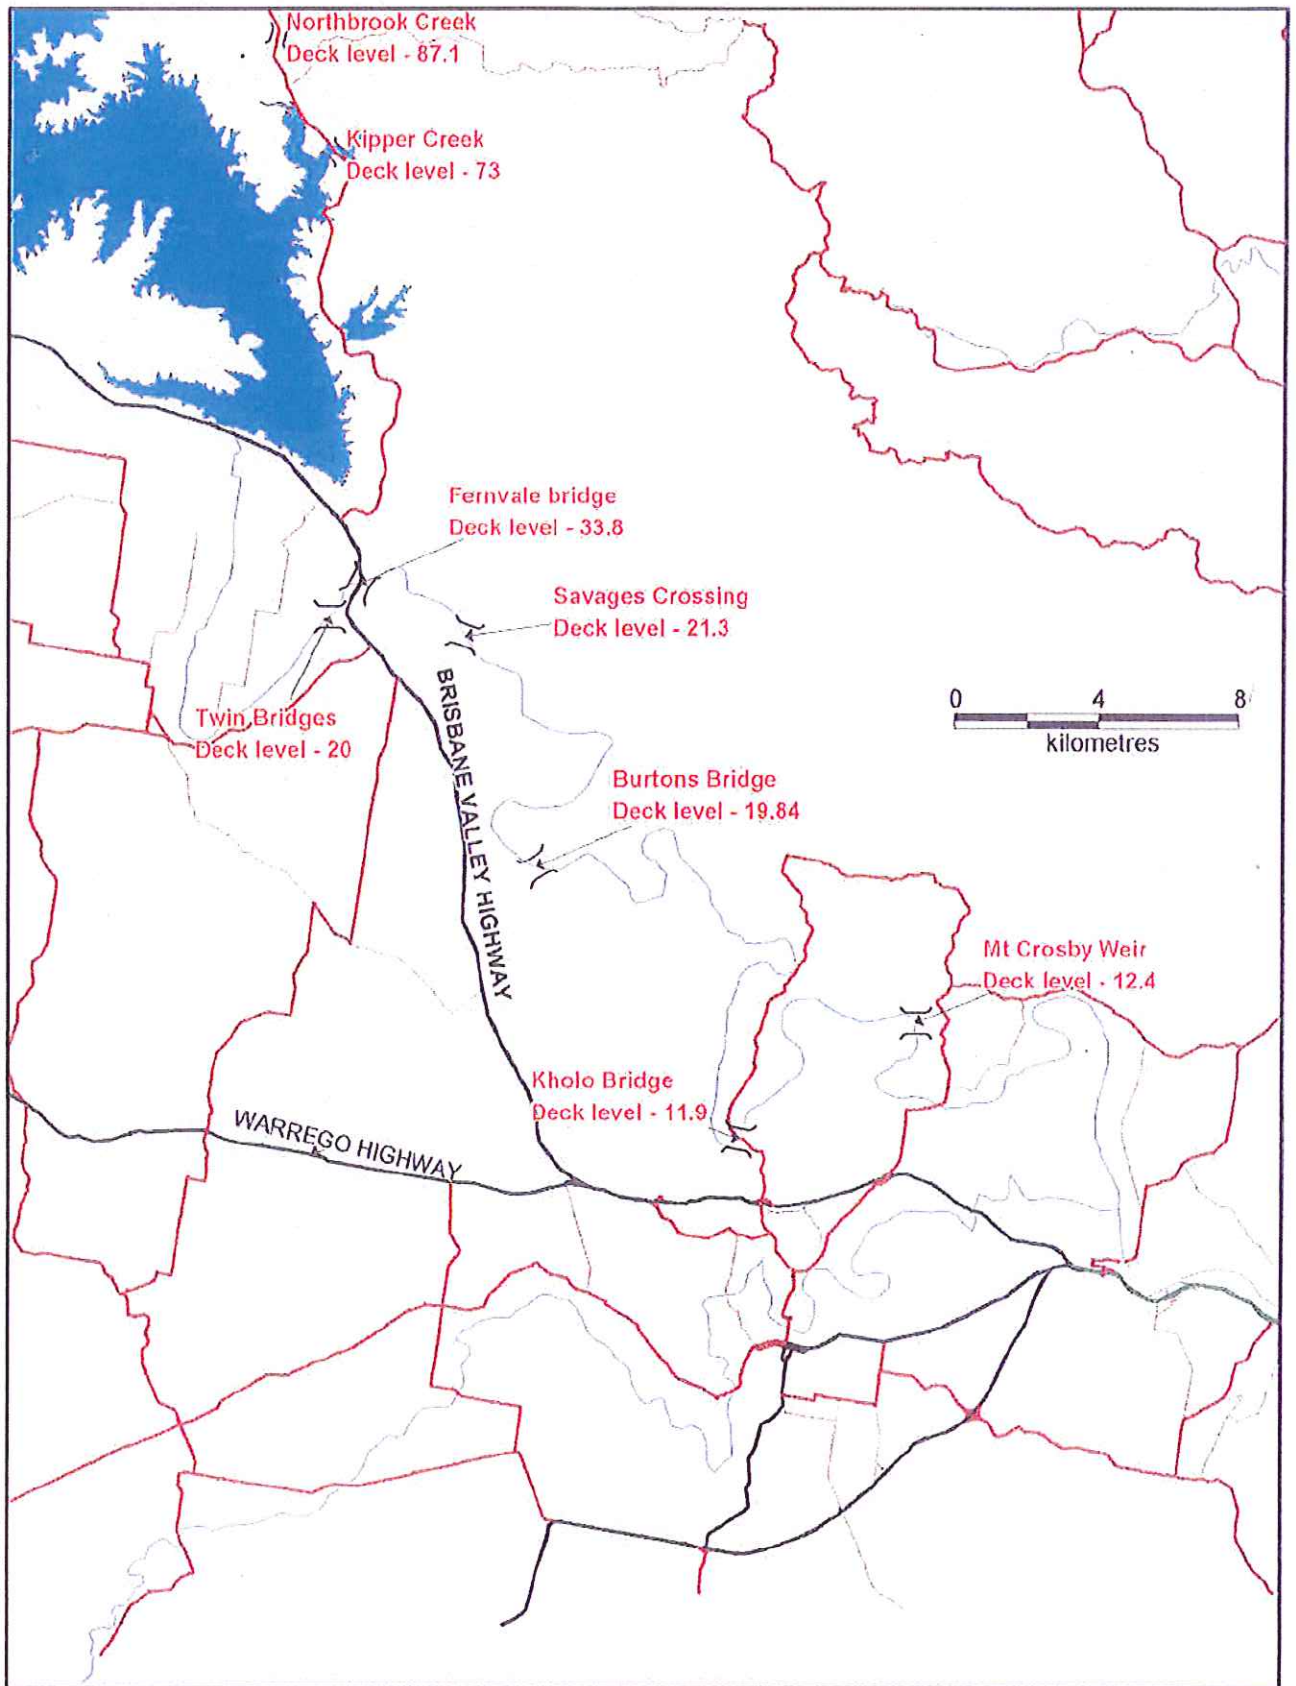 Northbrook Creek
Deck level - 87.1
Kipper Creek
Deck level - 73
Fernvale bridge
Deck level - 33.8
Savages Crossing
Deck level - 21.3
0 4 8
kilometres
Twin Bridges
Deck level - 20
BRISBANE VALLEY HIGHWAY
Burtons Bridge
Deck level - 19.84
Mt Crosby Weir
Deck level - 12.4
Kholo Bridge
Deck level - 11.9
WARREGO HIGHWAY